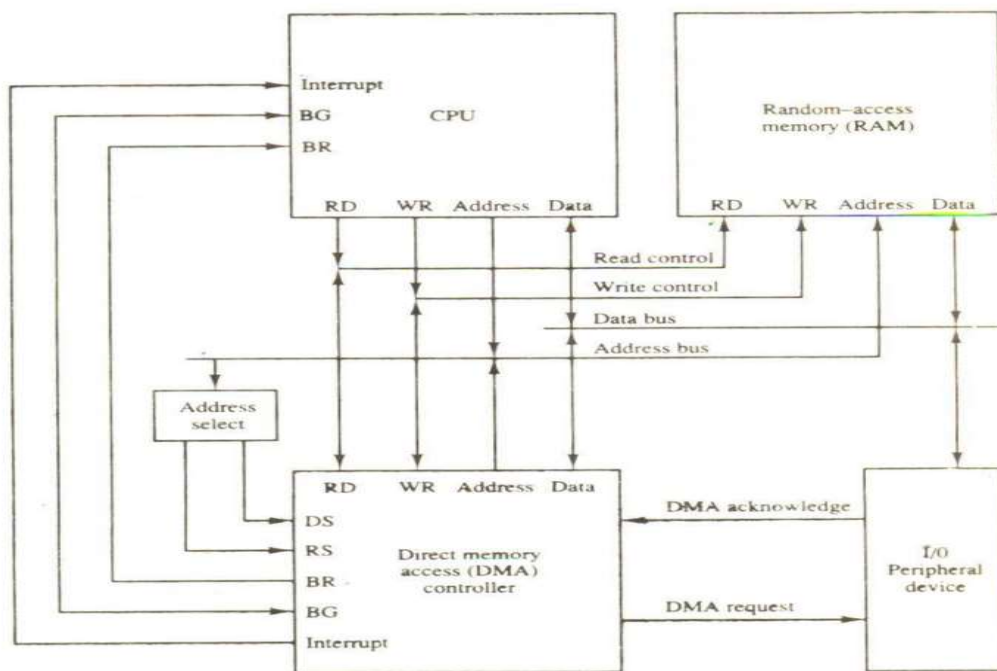 Interrupt
BG
BR
CPU
RD WR Address Data
Random-access
memory (RAM)
RD WR Address Data
Read control
Write control
Data bus
Address bus
Address
select
RD WR Address Data
DS
RS
BR
BG
Interrupt
Direct memory
access (DMA)
controller
DMA acknowledge
DMA request
I/0
Peripheral
device